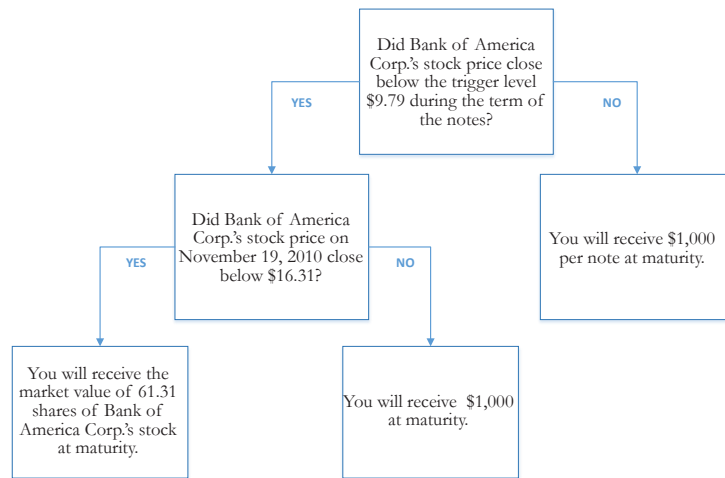 Did Bank of America
Corp.'s stock price close
below the trigger level
$9.79 during the term of
the notes?
YES
NO
Did Bank of America
Corp.'s stock price on
November 19, 2010 close
below $16.31?
You will receive $1,000
per note at maturity.
YES
NO
You will receive the
market value of 61.31
shares of Bank of
America Corp.'s stock
at maturity.
You will receive $1,000
at maturity.